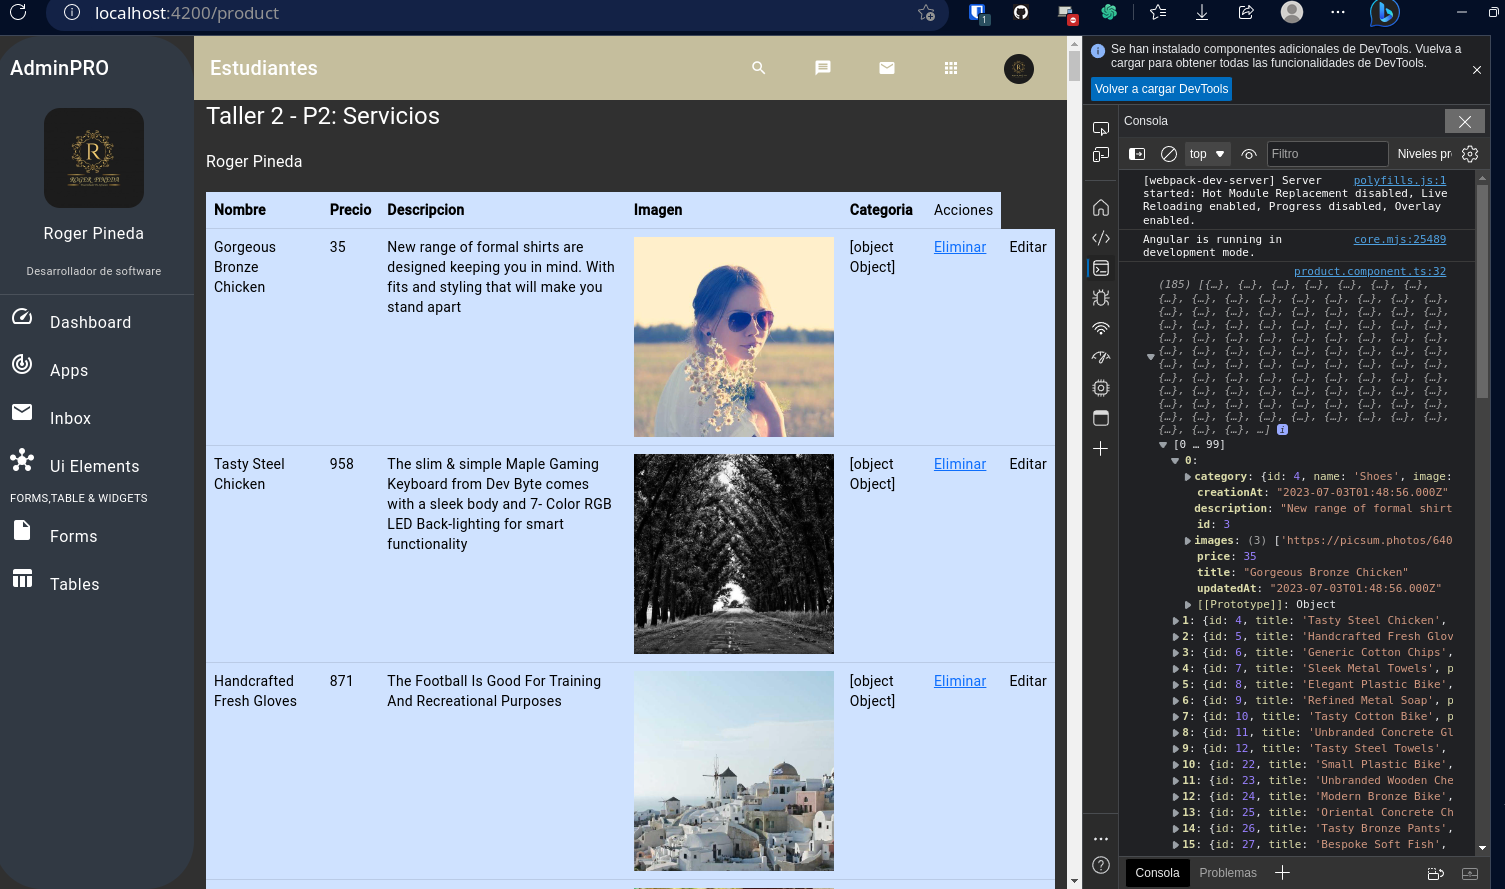 localhost:4200/product
1
AdminPRO
R
ROGER PINEDA
Roger Pineda
Desarrollador de software
Dashboard
Apps
Inbox
Ui Elements
FORMS,TABLE & WIDGETS
Forms
Tables
Estudiantes
Taller 2 - P2: Servicios
Roger Pineda
Nombre Precio Descripcion Imagen Categoria Acciones
Gorgeous 35 New range of formal shirts are [object Eliminar Editar
Bronze designed keeping you in mind. With Object]
Chicken fits and styling that will make you
stand apart
Tasty Steel 958 The slim & simple Maple Gaming [object Eliminar Editar
Chicken Keyboard from Dev Byte comes Object]
with a sleek body and 7- Color RGB
LED Back-lighting for smart
functionality
Handcrafted 871 The Football Is Good For Training [object Eliminar Editar
Fresh Gloves And Recreational Purposes Object]
Se han instalado componentes adicionales de DevTools. Vuelva a
cargar para obtener todas las funcionalidades de DevTools.
Volver a cargar DevTools
Consola
top Filtro Niveles pr
[webpack-dev-server] Server polyfills.js:1
started: Hot Module Replacement disabled, Live
Reloading enabled, Progress disabled, Overlay
enabled.
Angular is running in core.mjs:25489
development mode.
product.component.ts:32
(185) [{…}, {…}, {…}, {…}, {…}, {…}, {…},
{…}, {…}, {…}, {…}, {…}, {…}, {…}, {…}, {…},
{…}, {…}, {…}, {…}, {…}, {…}, {…}, {…}, {…},
{…}, {…}, {…}, {…}, {…}, {…}, {…}, {…}, {…},
{…}, {…}, {…}, {…}, {…}, {…}, {…}, {…}, {…},
{…}, {…}, {…}, {…}, {…}, {…}, {…}, {…}, {…},
{…}, {…}, {…}, {…}, {…}, {…}, {…}, {…}, {…},
{…}, {…}, {…}, {…}, {…}, {…}, {…}, {…}, {…},
{…}, {…}, {…}, {…}, {…}, {…}, {…}, {…}, {…},
{…}, {…}, {…}, {…}, {…}, {…}, {…}, {…}, {…},
{…}, {…}, {…}, {…}, {…}, {…}, {…}, {…}, {…},
{…}, {…}, {…}, …] i
[0 … 99]
0:
category: {id: 4, name: 'Shoes', image:
creationAt: "2023-07-03T01:48:56.000Z"
description: "New range of formal shirt
id: 3
images: (3) ['https://picsum.photos/640
price: 35
title: "Gorgeous Bronze Chicken"
updatedAt: "2023-07-03T01:48:56.000Z"
[[Prototype]]: Object
1: {id: 4, title: 'Tasty Steel Chicken',
2: {id: 5, title: 'Handcrafted Fresh Glov
3: {id: 6, title: 'Generic Cotton Chips',
4: {id: 7, title: 'Sleek Metal Towels', p
5: {id: 8, title: 'Elegant Plastic Bike',
6: {id: 9, title: 'Refined Metal Soap', p
7: {id: 10, title: 'Tasty Cotton Bike', p
8: {id: 11, title: 'Unbranded Concrete Gl
9: {id: 12, title: 'Tasty Steel Towels',
10: {id: 22, title: 'Small Plastic Bike',
11: {id: 23, title: 'Unbranded Wooden Che
12: {id: 24, title: 'Modern Bronze Bike',
13: {id: 25, title: 'Oriental Concrete Ch
14: {id: 26, title: 'Tasty Bronze Pants',
15: {id: 27, title: 'Bespoke Soft Fish',
Consola Problemas